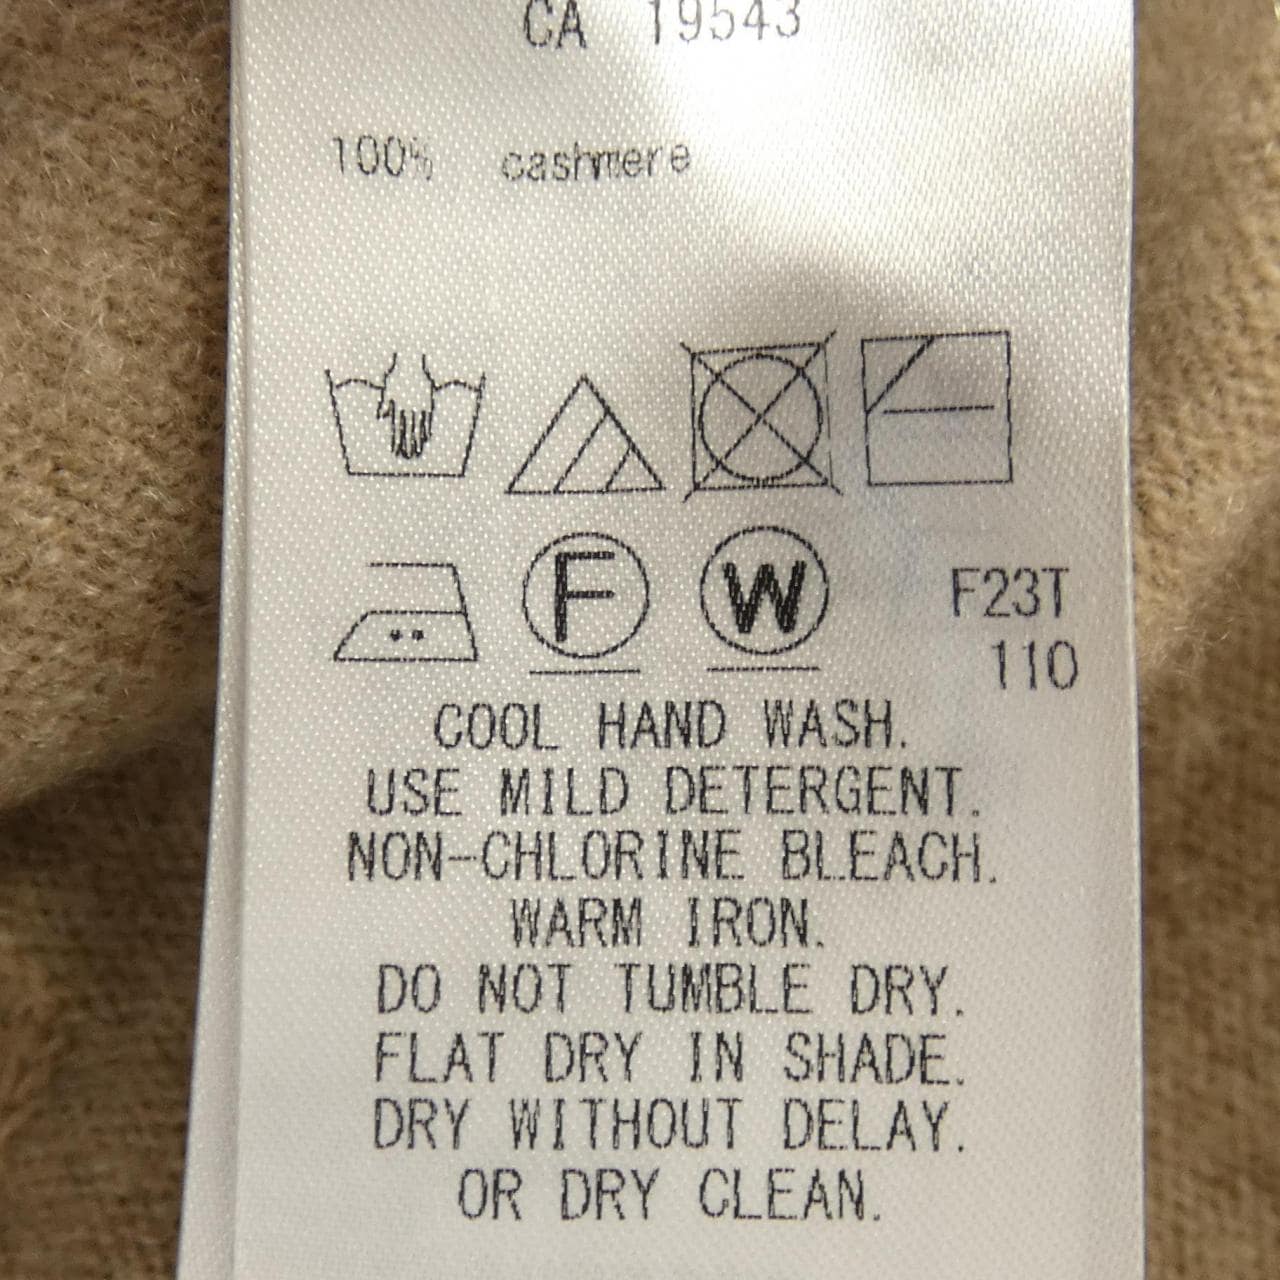 CA 19543
100% cashmere
F W F23T
110
COOL HAND WASH.
USE MILD DETERGENT.
NON-CHLORINE BLEACH.
WARM IRON.
DO NOT TUMBLE DRY.
FLAT DRY IN SHADE.
DRY WITHOUT DELAY.
OR DRY CLEAN.